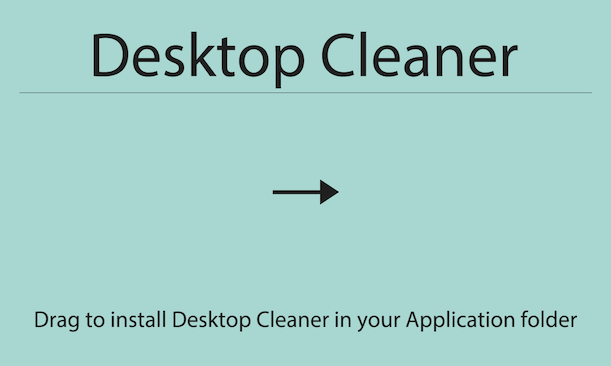 Desktop Cleaner
Drag to install Desktop Cleaner in your Application folder